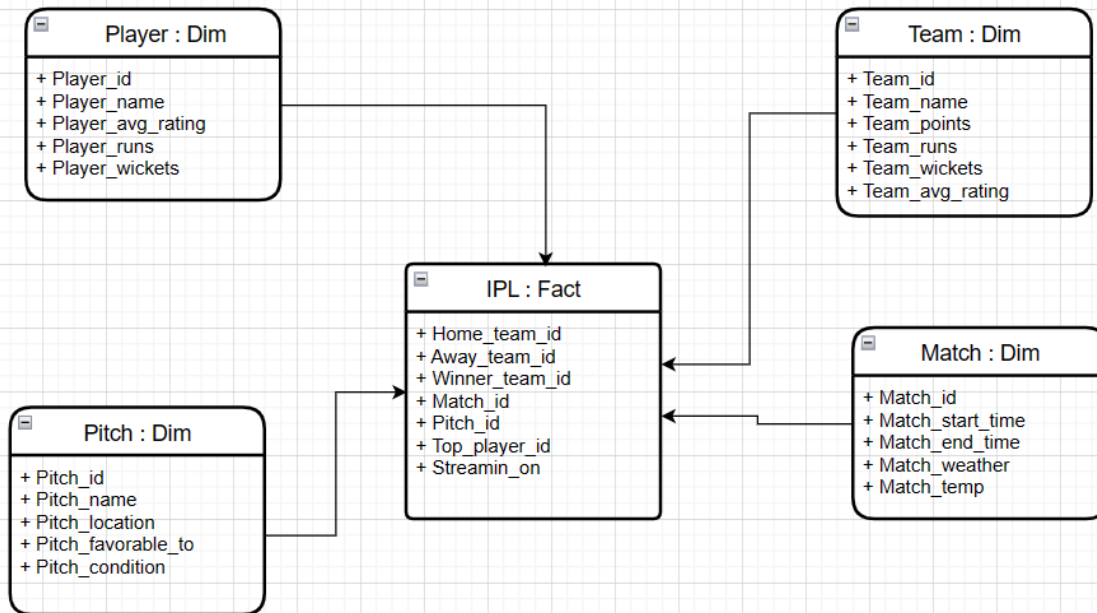 Player : Dim
+ Player_id
+ Player_name
+ Player_avg_rating
+ Player_runs
+ Player_wickets
Team : Dim
+ Team_id
+ Team_name
+ Team_points
+ Team_runs
+ Team_wickets
+ Team_avg_rating
IPL : Fact
+ Home_team_id
+ Away_team_id
+ Winner_team_id
+ Match_id
+ Pitch_id
+ Top_player_id
+ Streamin_on
Match : Dim
+ Match_id
+ Match_start_time
+ Match_end_time
+ Match_weather
+ Match_temp
Pitch : Dim
+ Pitch_id
+ Pitch_name
+ Pitch_location
+ Pitch_favorable_to
+ Pitch_condition